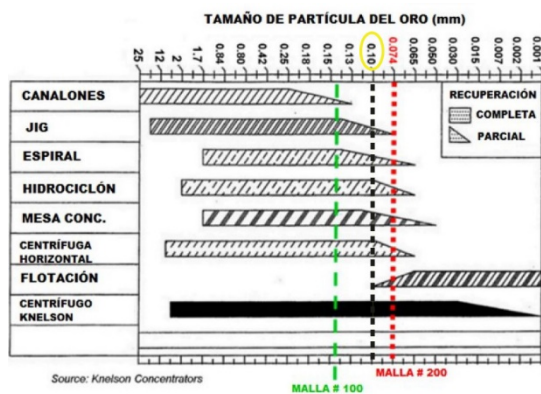 TAMAÑO DE PARTÍCULA DEL ORO (mm)
25 12 2 1.7 0.84 0.80 0.42 0.26 0.18 0.15 0.13 0.10 0.074 0.065 0.050 0.030 0.015 0.007 0.002 0.001
RECUPERACIÓN
COMPLETA
PARCIAL
CANALONES
JIG
ESPIRAL
HIDROCICLÓN
MESA CONC.
CENTRÍFUGA
HORIZONTAL
FLOTACIÓN
CENTRÍFUGO
KNELSON
Source: Knelson Concentrators
MALLA # 100
MALLA # 200